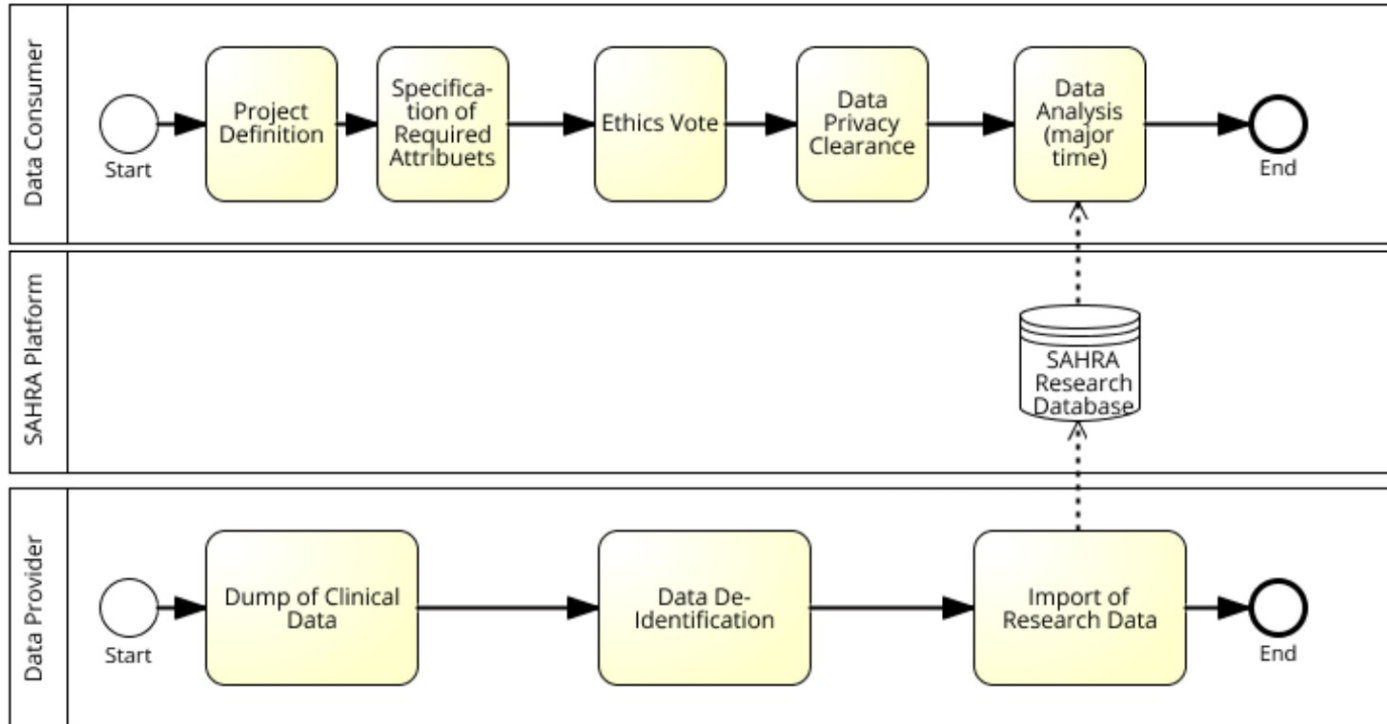 Data Consumer
Start
Project
Definition
Specifica-
tion of
Required
Attribuets
Ethics Vote
Data
Privacy
Clearance
Data
Analysis
(major
time)
End
SAHRA Platform
SAHRA
Research
Database
Data Provider
Start
Dump of Clinical
Data
Data De-
Identification
Import of
Research Data
End